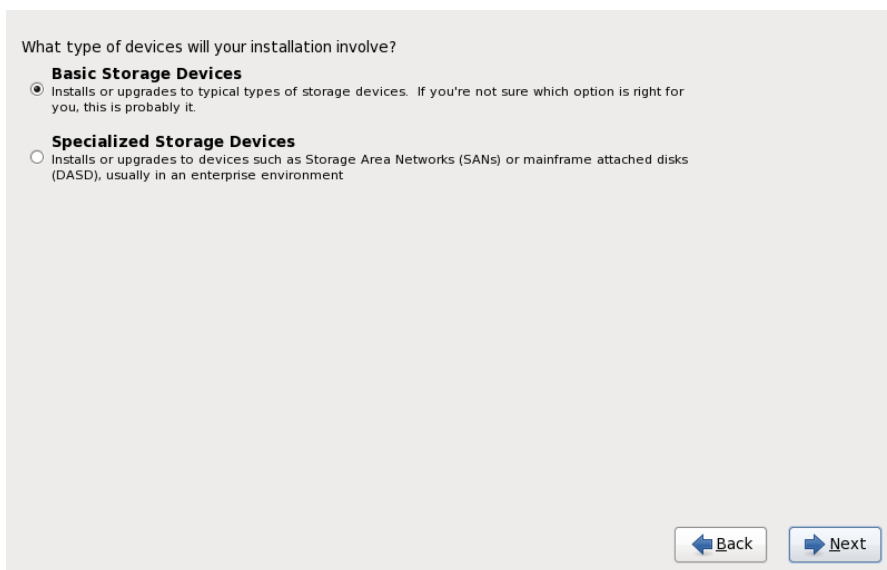 What type of devices will your installation involve?
Basic Storage Devices
Installs or upgrades to typical types of storage devices.  If you're not sure which option is right for
you, this is probably it.
Specialized Storage Devices
Installs or upgrades to devices such as Storage Area Networks (SANs) or mainframe attached disks
(DASD), usually in an enterprise environment
Back
Next